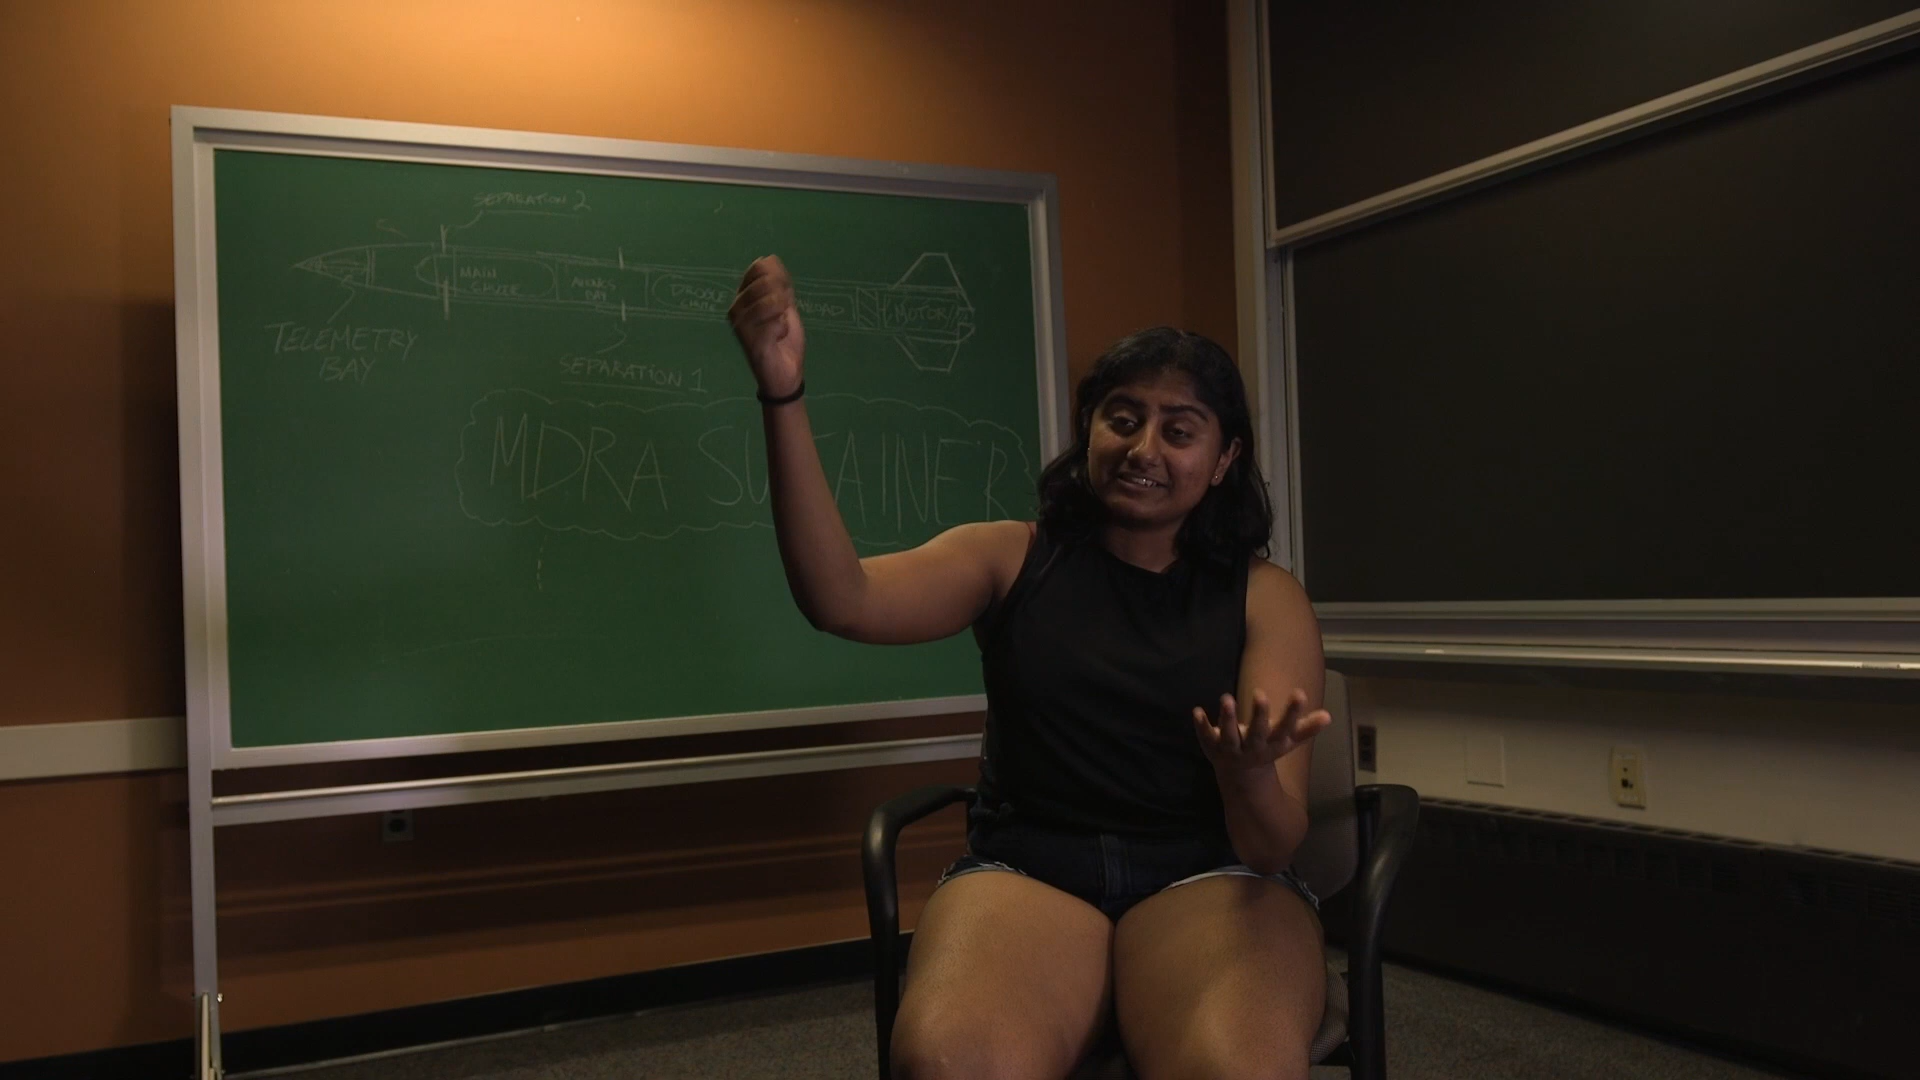 SEPARATION 2
MAIN
CHUTE
AVIONICS
BAY
DROGUE
CHUTE
MOTOR
TELEMETRY
BAY
SEPARATION 1
MDRA SUSTAINER